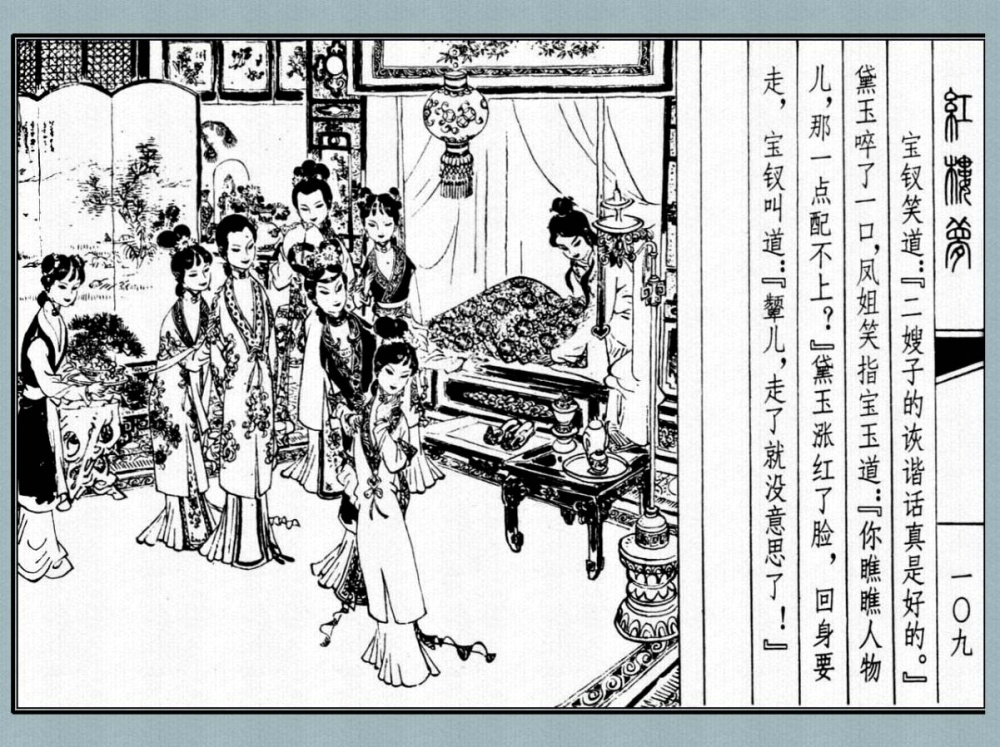 紅樓夢
一〇九
宝钗笑道：『二嫂子的诙谐话真是好的。』
黛玉啐了一口，凤姐笑指宝玉道：『你瞧瞧人物
儿，那一点配不上？』黛玉涨红了脸，回身要
走，宝钗叫道：『颦儿，走了就没意思了！』